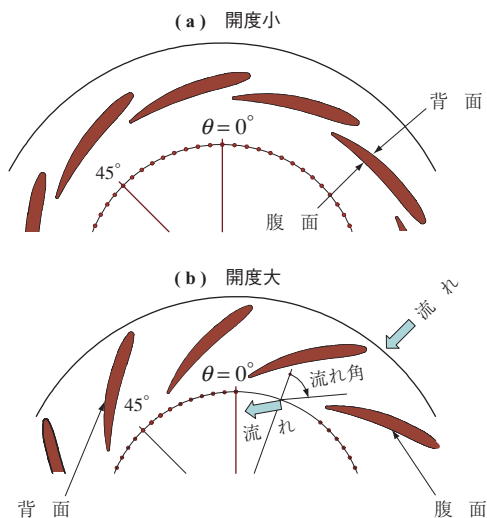 (a) 開度小
背 面
θ=0°
45°
腹 面
(b) 開度大
流 れ
θ=0°
流れ角
45°
流 れ
背 面
腹 面